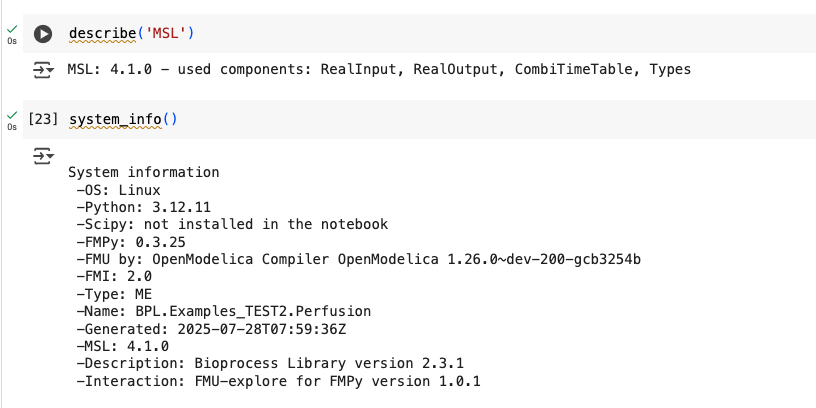 0s
describe('MSL')
MSL: 4.1.0 – used components: RealInput, RealOutput, CombiTimeTable, Types
0s
[23] system_info()
System information
-OS: Linux
-Python: 3.12.11
-Scipy: not installed in the notebook
-FMPy: 0.3.25
-FMU by: OpenModelica Compiler OpenModelica 1.26.0~dev-200-gcb3254b
-FMI: 2.0
-Type: ME
-Name: BPL.Examples_TEST2.Perfusion
-Generated: 2025-07-28T07:59:36Z
-MSL: 4.1.0
-Description: Bioprocess Library version 2.3.1
-Interaction: FMU-explore for FMPy version 1.0.1